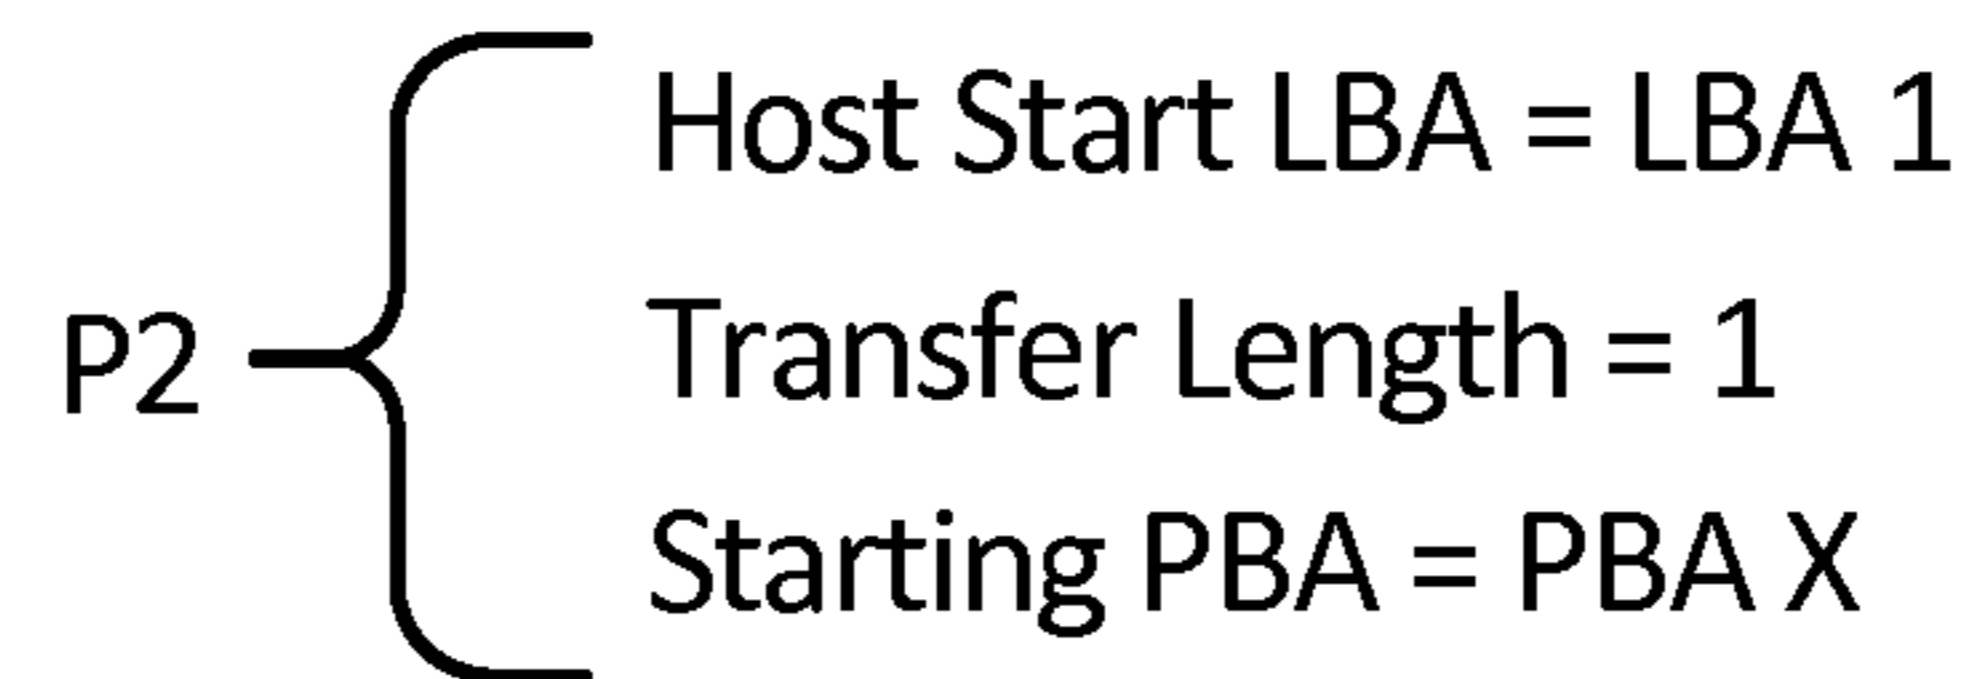 Host Start LBA = LBA 1
P2
Transfer Length = 1
Starting PBA = PBA X